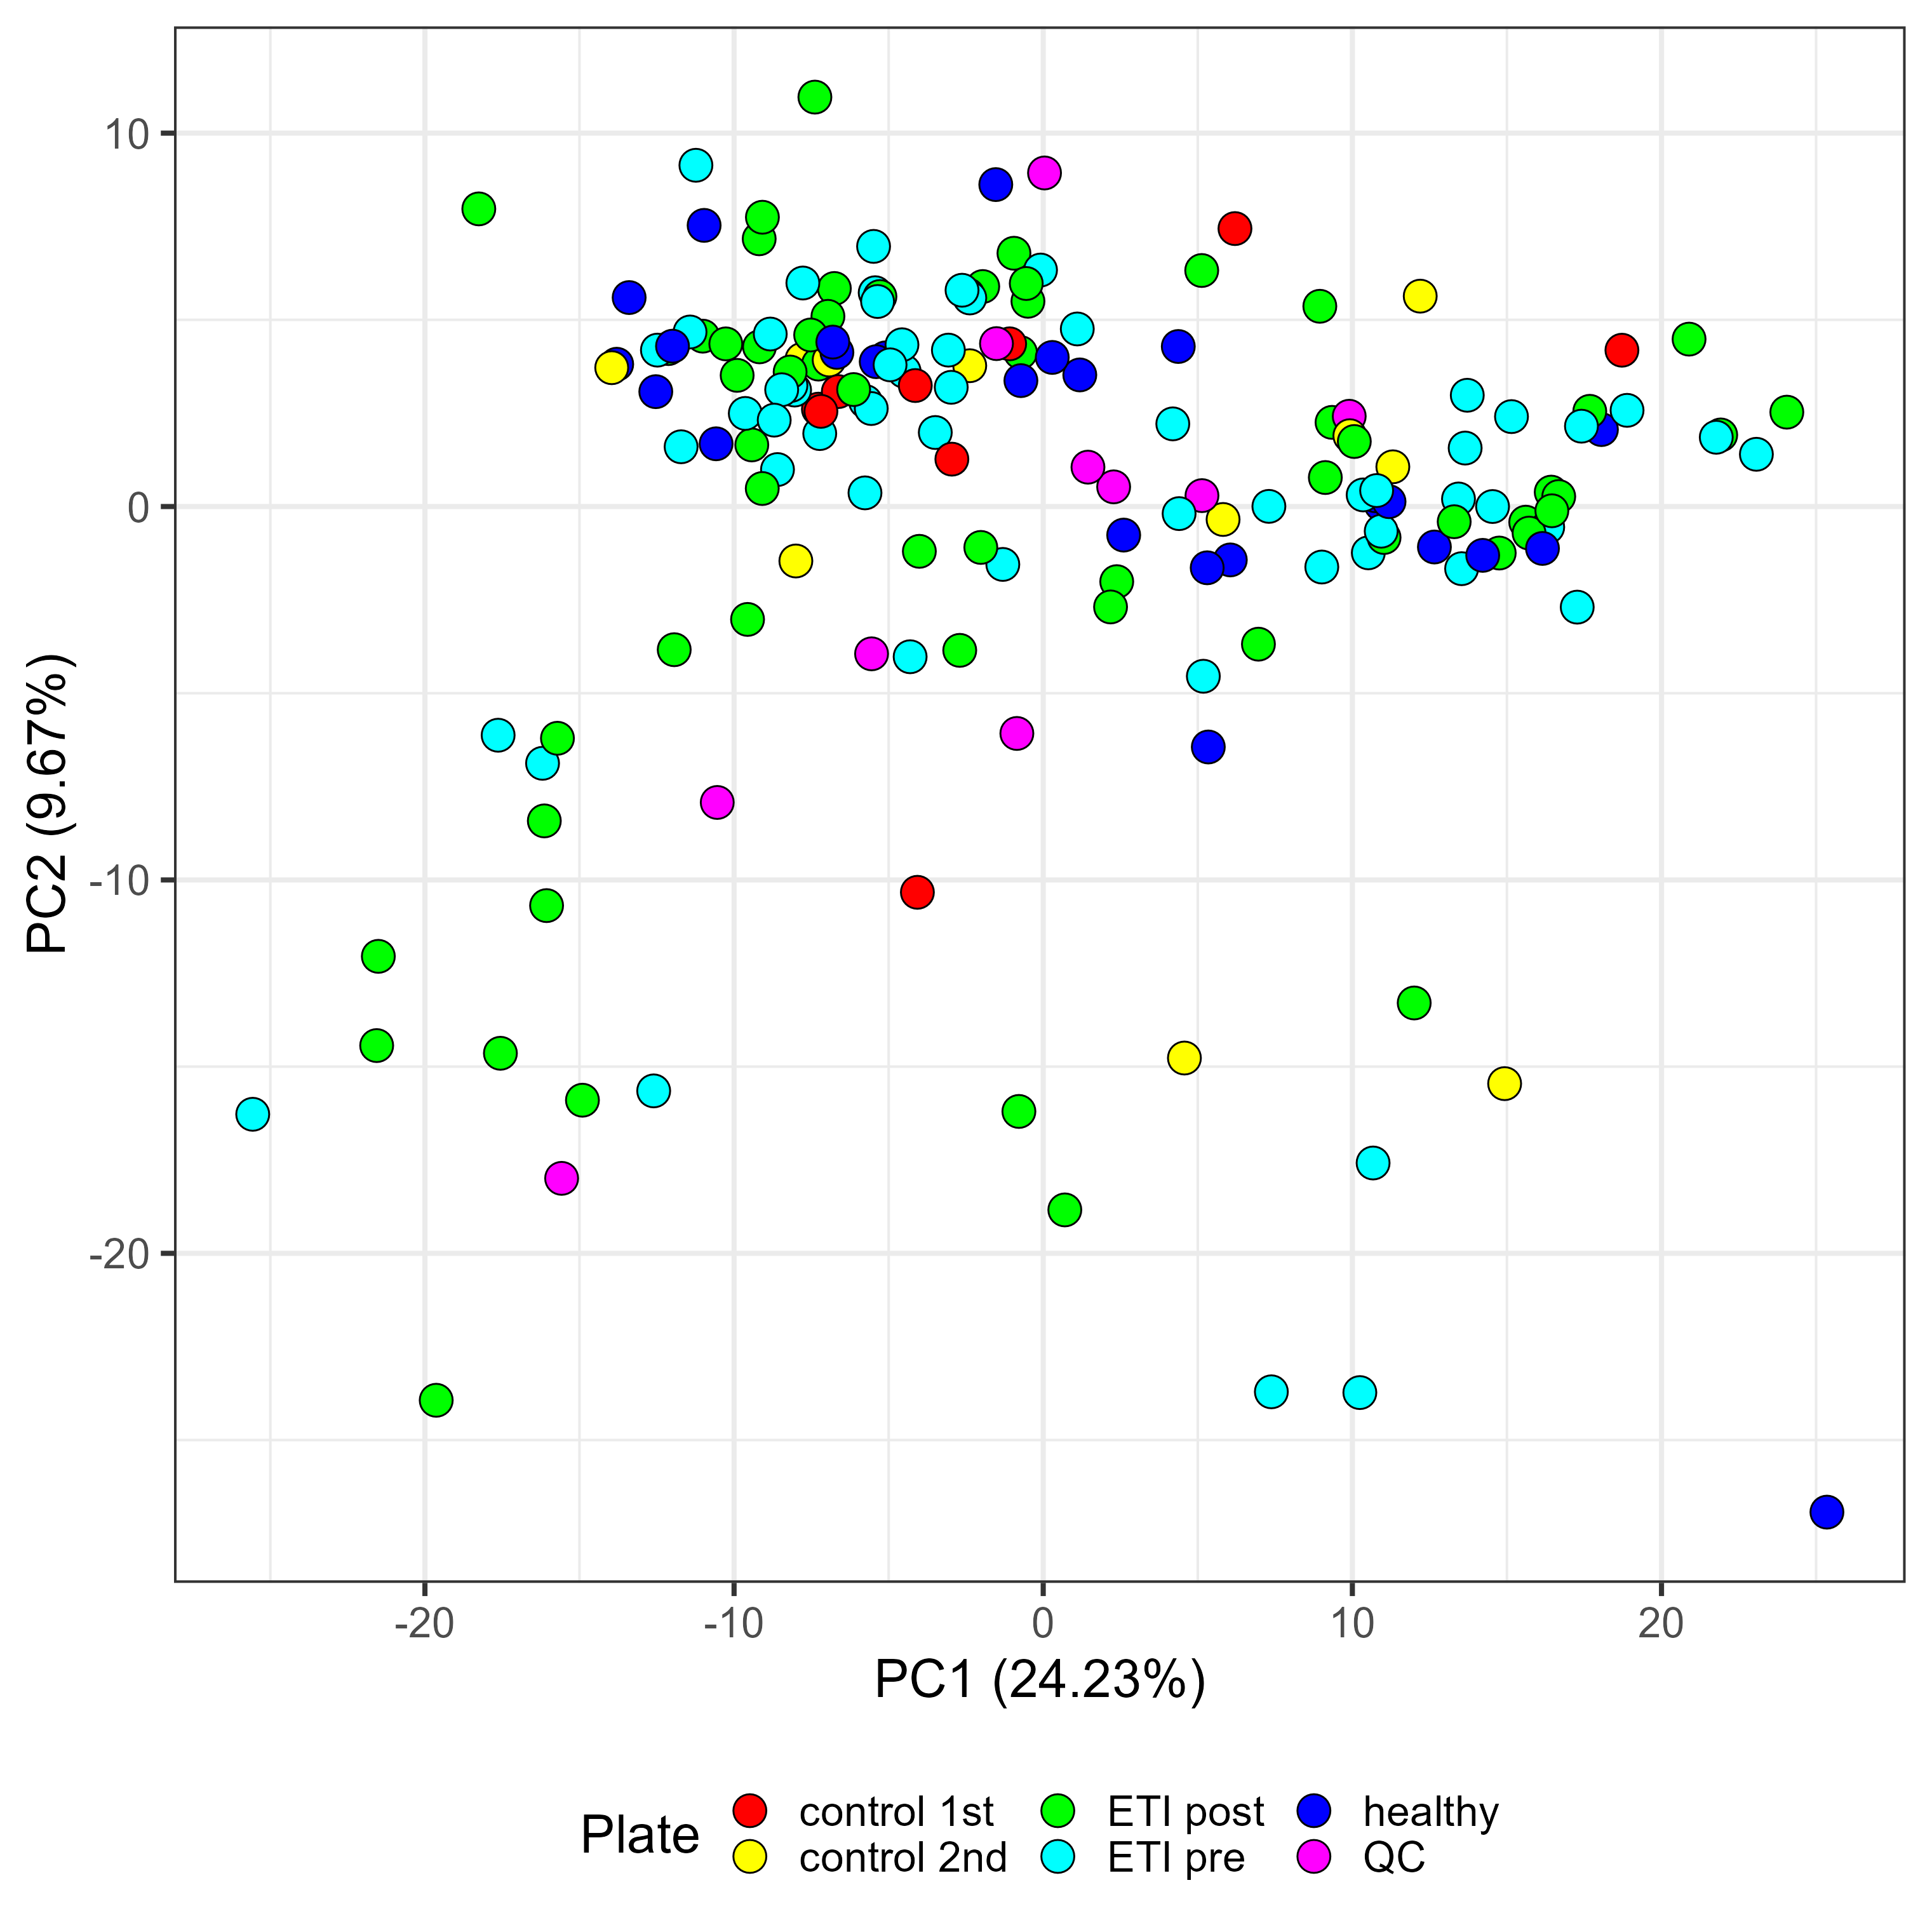 10
0
-10
-20
PC2 (9.67%)
-20 -10 0 10 20
PC1 (24.23%)
Plate
control 1st ETI post healthy
control 2nd ETI pre QC